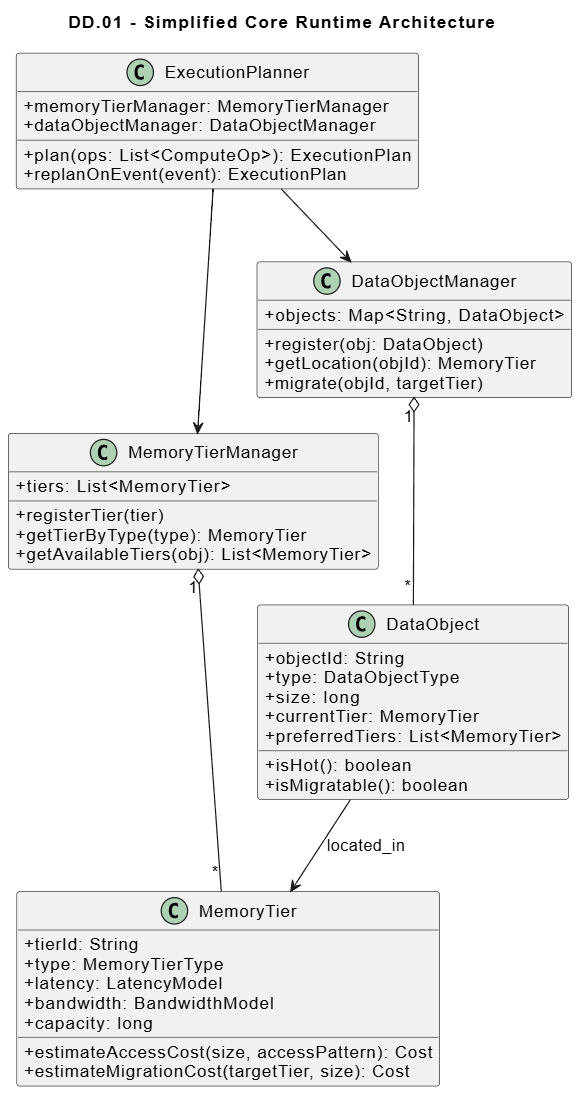 DD.01 - Simplified Core Runtime Architecture
C ExecutionPlanner
+memoryTierManager: MemoryTierManager
+dataObjectManager: DataObjectManager
+plan(ops: List<ComputeOp>): ExecutionPlan
+replanOnEvent(event): ExecutionPlan
C DataObjectManager
+objects: Map<String, DataObject>
+register(obj: DataObject)
+getLocation(objId): MemoryTier
+migrate(objId, targetTier)
1
C MemoryTierManager
+tiers: List<MemoryTier>
+registerTier(tier)
+getTierByType(type): MemoryTier
+getAvailableTiers(obj): List<MemoryTier>
1
*
C DataObject
+objectId: String
+type: DataObjectType
+size: long
+currentTier: MemoryTier
+preferredTiers: List<MemoryTier>
+isHot(): boolean
+isMigratable(): boolean
located_in
*
C MemoryTier
+tierId: String
+type: MemoryTierType
+latency: LatencyModel
+bandwidth: BandwidthModel
+capacity: long
+estimateAccessCost(size, accessPattern): Cost
+estimateMigrationCost(targetTier, size): Cost